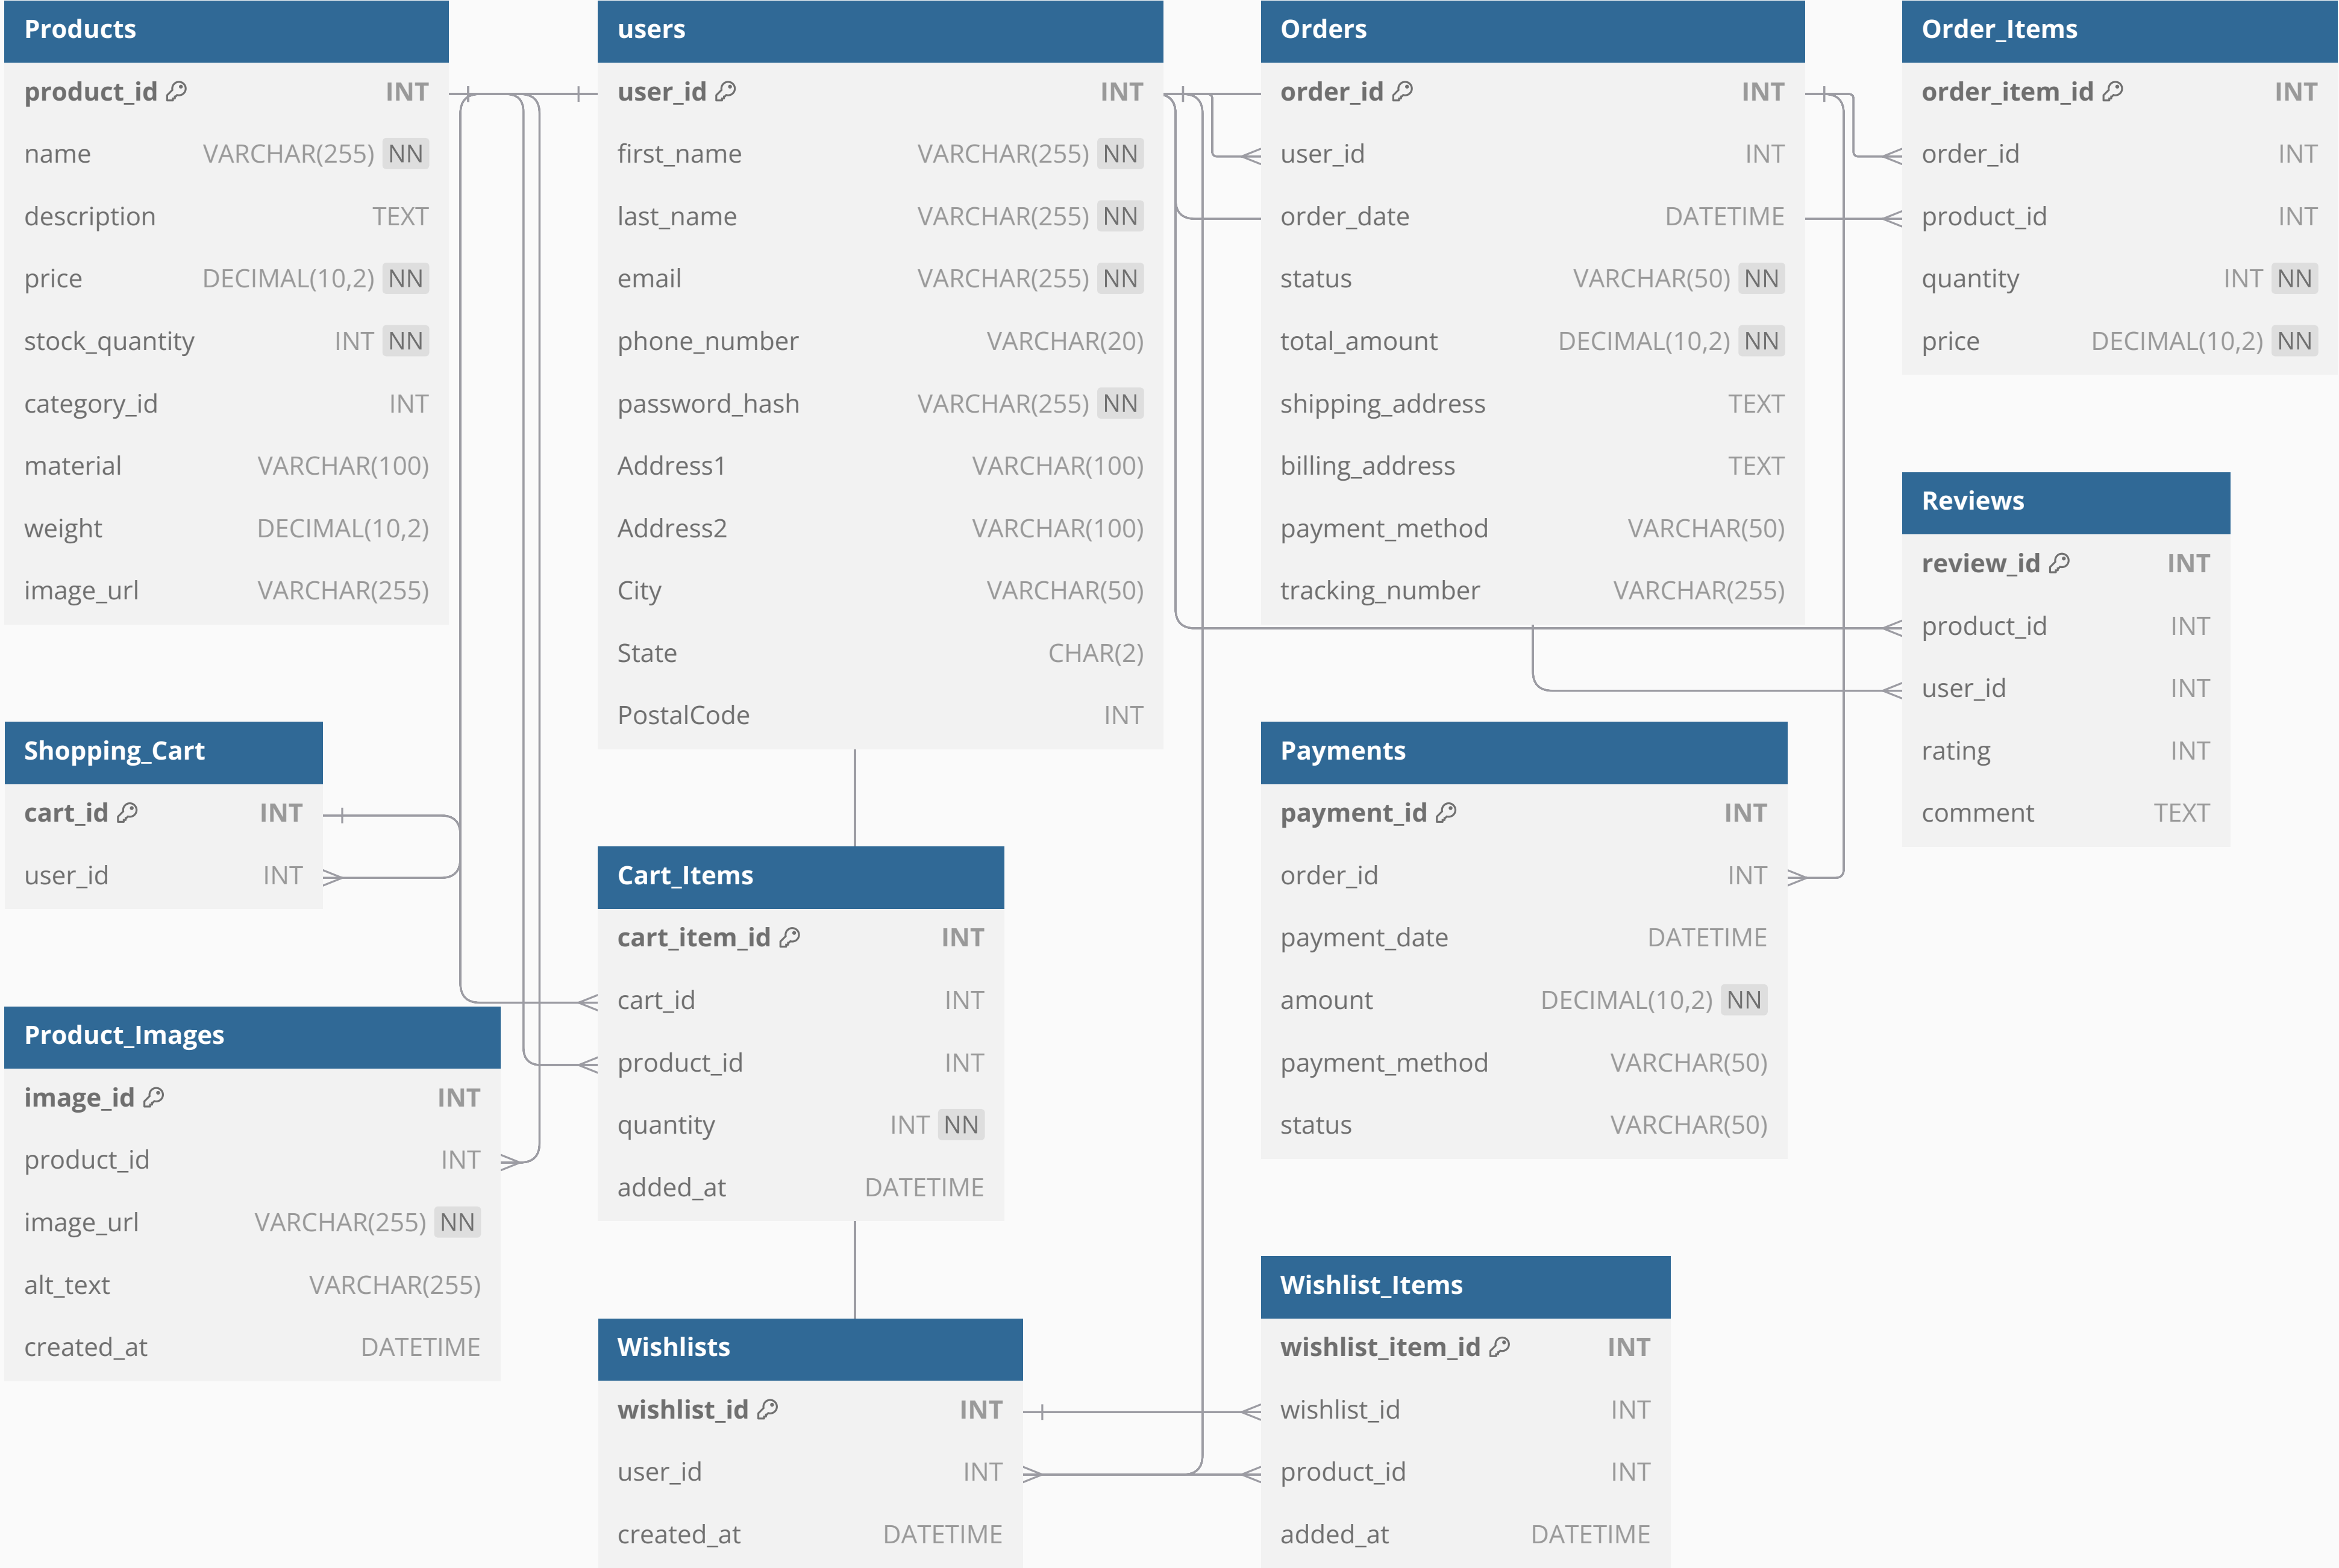 Products
product_id INT
name VARCHAR(255) NN
description TEXT
price DECIMAL(10,2) NN
stock_quantity INT NN
category_id INT
material VARCHAR(100)
weight DECIMAL(10,2)
image_url VARCHAR(255)
users
user_id INT
first_name VARCHAR(255) NN
last_name VARCHAR(255) NN
email VARCHAR(255) NN
phone_number VARCHAR(20)
password_hash VARCHAR(255) NN
Address1 VARCHAR(100)
Address2 VARCHAR(100)
City VARCHAR(50)
State CHAR(2)
PostalCode INT
Orders
order_id INT
user_id INT
order_date DATETIME
status VARCHAR(50) NN
total_amount DECIMAL(10,2) NN
shipping_address TEXT
billing_address TEXT
payment_method VARCHAR(50)
tracking_number VARCHAR(255)
Order_Items
order_item_id INT
order_id INT
product_id INT
quantity INT NN
price DECIMAL(10,2) NN
Reviews
review_id INT
product_id INT
user_id INT
rating INT
comment TEXT
Shopping_Cart
cart_id INT
user_id INT
Cart_Items
cart_item_id INT
cart_id INT
product_id INT
quantity INT NN
added_at DATETIME
Payments
payment_id INT
order_id INT
payment_date DATETIME
amount DECIMAL(10,2) NN
payment_method VARCHAR(50)
status VARCHAR(50)
Product_Images
image_id INT
product_id INT
image_url VARCHAR(255) NN
alt_text VARCHAR(255)
created_at DATETIME
Wishlists
wishlist_id INT
user_id INT
created_at DATETIME
Wishlist_Items
wishlist_item_id INT
wishlist_id INT
product_id INT
added_at DATETIME